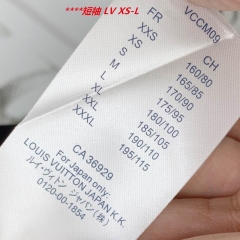 ****短袖 LV XS-L
VCCM09
FR CH
XXS 160/80
XS 165/85
S 170/90
M 175/95
L 180/100
XL 185/105
XXL 190/110
XXXL 195/115
CA 36929
For Japan only:
LOUIS VUITTON JAPAN K.K.
ルイ・ヴィトン ジャパン(株)
0120-00-1854